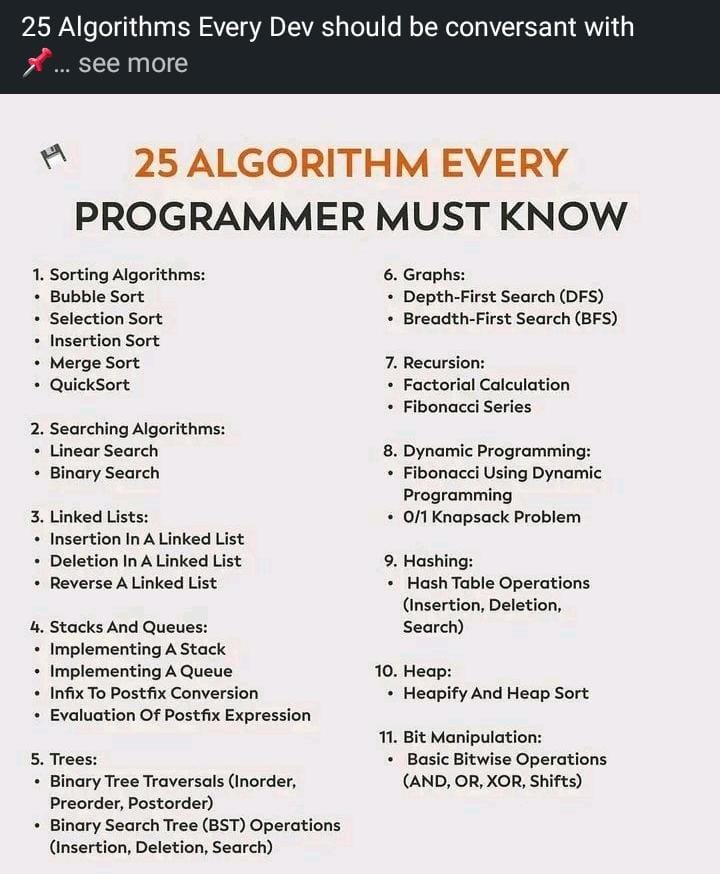 25 Algorithms Every Dev should be conversant with
📌... see more
25 ALGORITHM EVERY
PROGRAMMER MUST KNOW
1. Sorting Algorithms:
• Bubble Sort
• Selection Sort
• Insertion Sort
• Merge Sort
• QuickSort
2. Searching Algorithms:
• Linear Search
• Binary Search
3. Linked Lists:
• Insertion In A Linked List
• Deletion In A Linked List
• Reverse A Linked List
4. Stacks And Queues:
• Implementing A Stack
• Implementing A Queue
• Infix To Postfix Conversion
• Evaluation Of Postfix Expression
5. Trees:
• Binary Tree Traversals (Inorder,
Preorder, Postorder)
• Binary Search Tree (BST) Operations
(Insertion, Deletion, Search)
6. Graphs:
• Depth-First Search (DFS)
• Breadth-First Search (BFS)
7. Recursion:
• Factorial Calculation
• Fibonacci Series
8. Dynamic Programming:
• Fibonacci Using Dynamic
Programming
• 0/1 Knapsack Problem
9. Hashing:
• Hash Table Operations
(Insertion, Deletion,
Search)
10. Heap:
• Heapify And Heap Sort
11. Bit Manipulation:
• Basic Bitwise Operations
(AND, OR, XOR, Shifts)